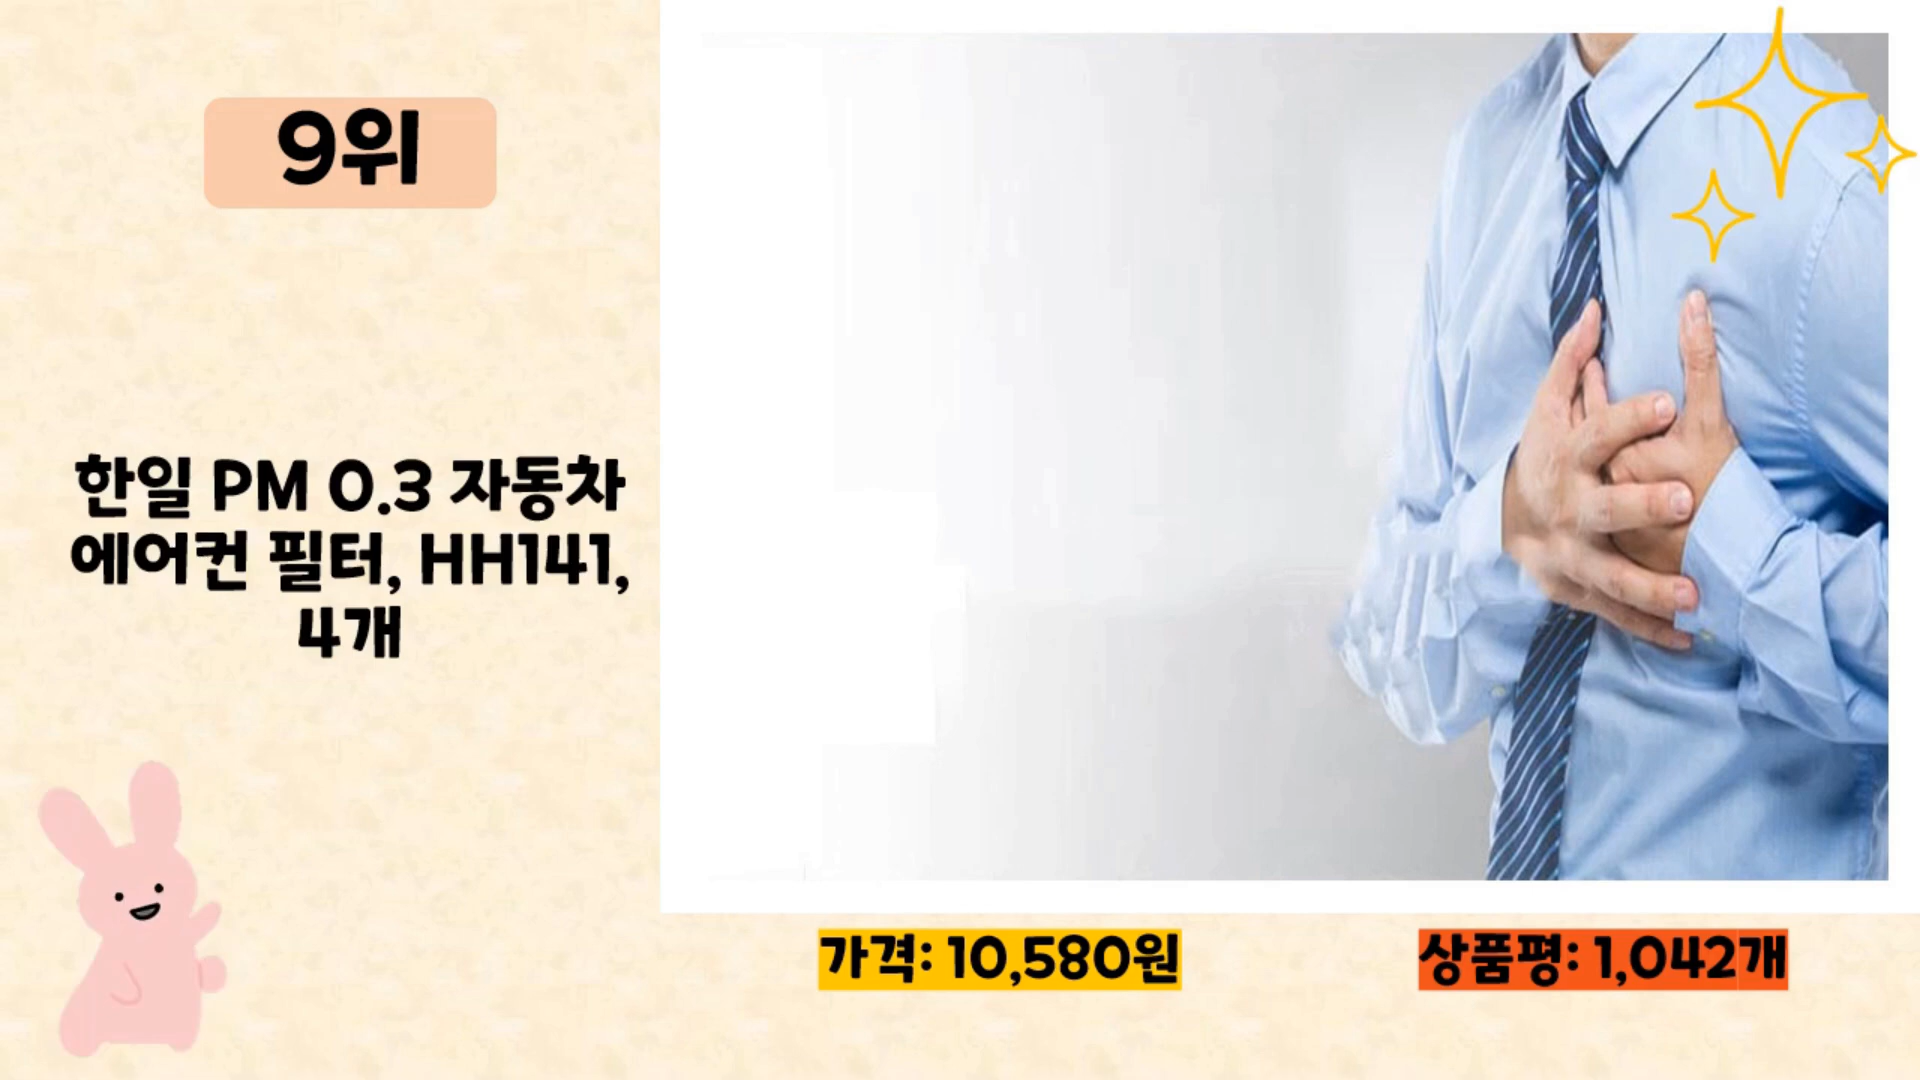 9위
한일 PM 0.3 자동차
에어컨 필터, HH141,
4개
가격: 10,580원
상품평: 1,042개